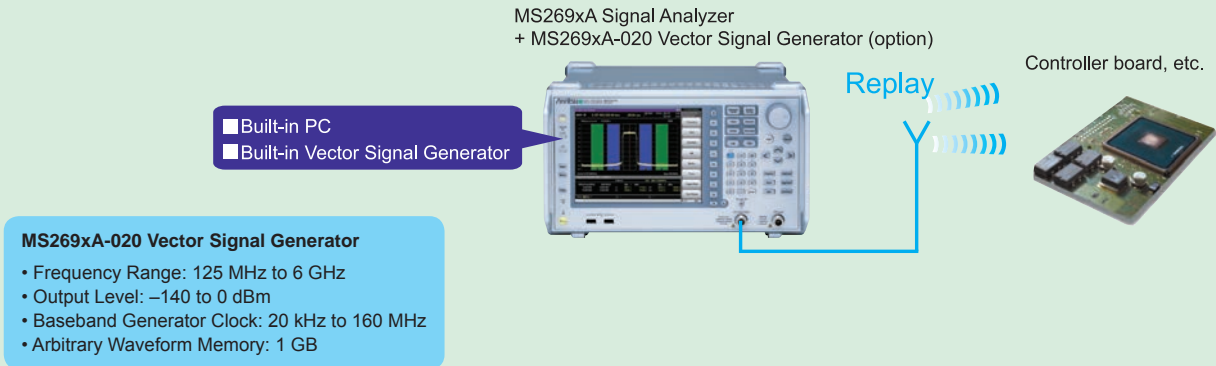 MS269xA Signal Analyzer
+ MS269xA-020 Vector Signal Generator (option)
Replay
Controller board, etc.
■Built-in PC
■Built-in Vector Signal Generator
MS269xA-020 Vector Signal Generator
• Frequency Range: 125 MHz to 6 GHz
• Output Level: –140 to 0 dBm
• Baseband Generator Clock: 20 kHz to 160 MHz
• Arbitrary Waveform Memory: 1 GB